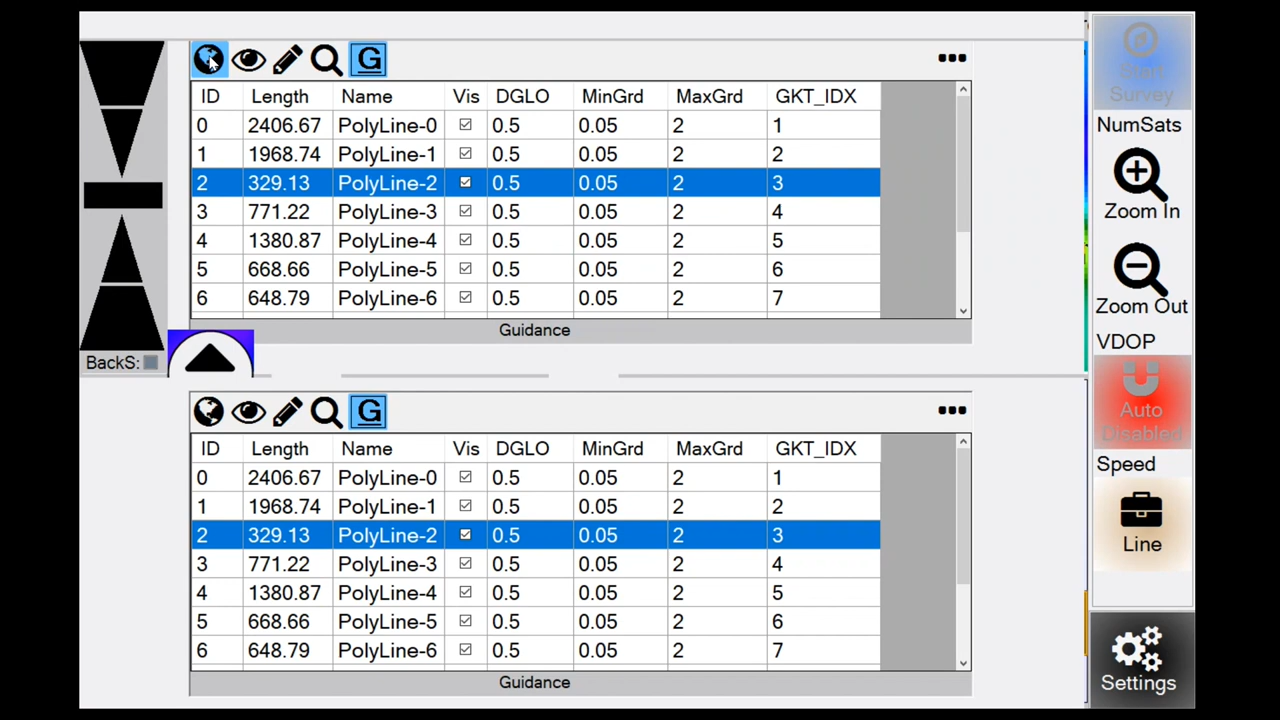 G
ID Length Name Vis DGLO MinGrd MaxGrd GKT_IDX
0 2406.67 PolyLine-0 0.5 0.05 2 1
1 1968.74 PolyLine-1 0.5 0.05 2 2
2 329.13 PolyLine-2 0.5 0.05 2 3
3 771.22 PolyLine-3 0.5 0.05 2 4
4 1380.87 PolyLine-4 0.5 0.05 2 5
5 668.66 PolyLine-5 0.5 0.05 2 6
6 648.79 PolyLine-6 0.5 0.05 2 7
Guidance
BackS:
G
ID Length Name Vis DGLO MinGrd MaxGrd GKT_IDX
0 2406.67 PolyLine-0 0.5 0.05 2 1
1 1968.74 PolyLine-1 0.5 0.05 2 2
2 329.13 PolyLine-2 0.5 0.05 2 3
3 771.22 PolyLine-3 0.5 0.05 2 4
4 1380.87 PolyLine-4 0.5 0.05 2 5
5 668.66 PolyLine-5 0.5 0.05 2 6
6 648.79 PolyLine-6 0.5 0.05 2 7
Guidance
Start
Survey
NumSats
Zoom In
Zoom Out
VDOP
Auto
Disabled
Speed
Line
Settings